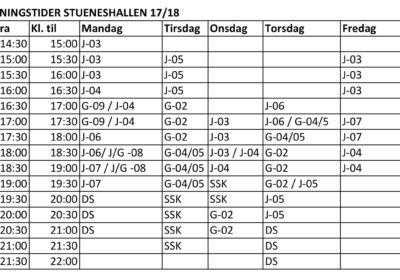 NINGSTIDER STUENESHALLEN 17/18
ra Kl. til Mandag Tirsdag Onsdag Torsdag Fredag
14:30 15:00 J-03
15:00 15:30 J-03 J-05 J-03
15:30 16:00 J-03 J-05 J-03
16:00 16:30 J-04 J-05 J-03
16:30 17:00 G-09 / J-04 G-02 J-06
17:00 17:30 G-09 / J-04 G-02 J-03 J-06 / G-04/5 J-07
17:30 18:00 J-06 G-02 J-03 G-04/05 J-07
18:00 18:30 J-06/ J/G -08 G-04/05 J-03 / J-04 G-02 J-04
18:30 19:00 J-07 / J/G -08 G-04/05 J-04 G-02 J-04
19:00 19:30 J-07 G-04/05 SSK G-02 / J-05
19:30 20:00 DS SSK SSK J-05
20:00 20:30 DS SSK G-02 J-05
20:30 21:00 DS SSK G-02 DS
21:00 21:30 SSK DS
21:30 22:00 DS